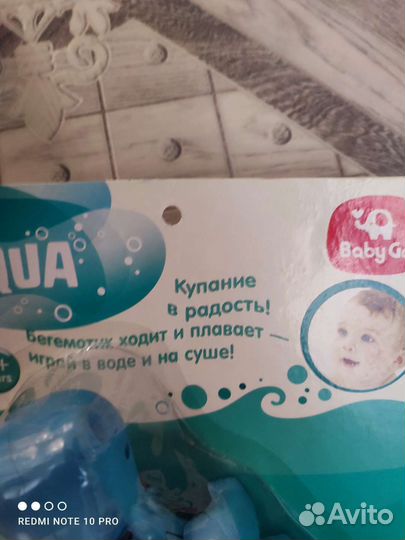 QUA
Baby Go
Купание
в радость!
Бегемотик ходит и плавает —
играй в воде и на суше!
REDMI NOTE 10 PRO
Avito